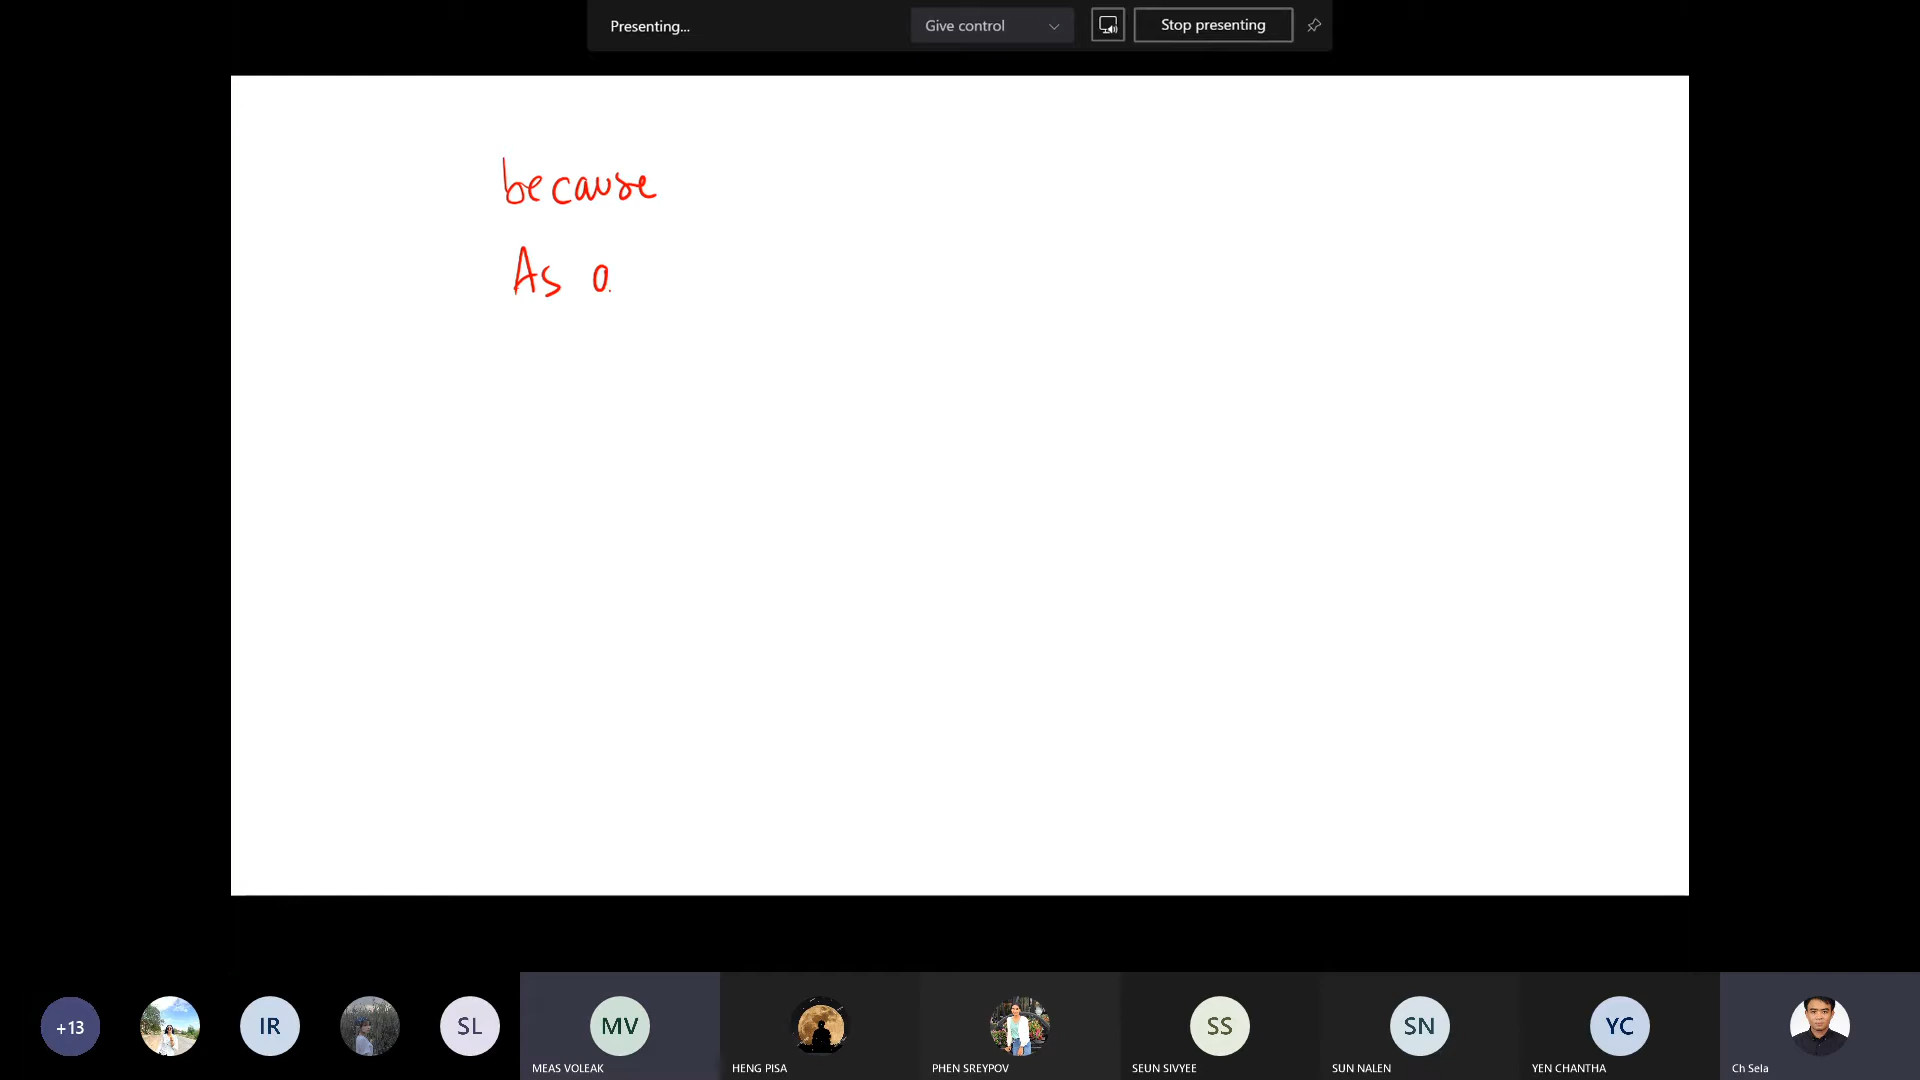 Presenting...
Give control
Stop presenting
because
As a
+13
IR
SL
MV
SS
SN
YC
MEAS VOLEAK
HENG PISA
PHEN SREYPOV
SEUN SIVYEE
SUN NALEN
YEN CHANTHA
Ch Sela